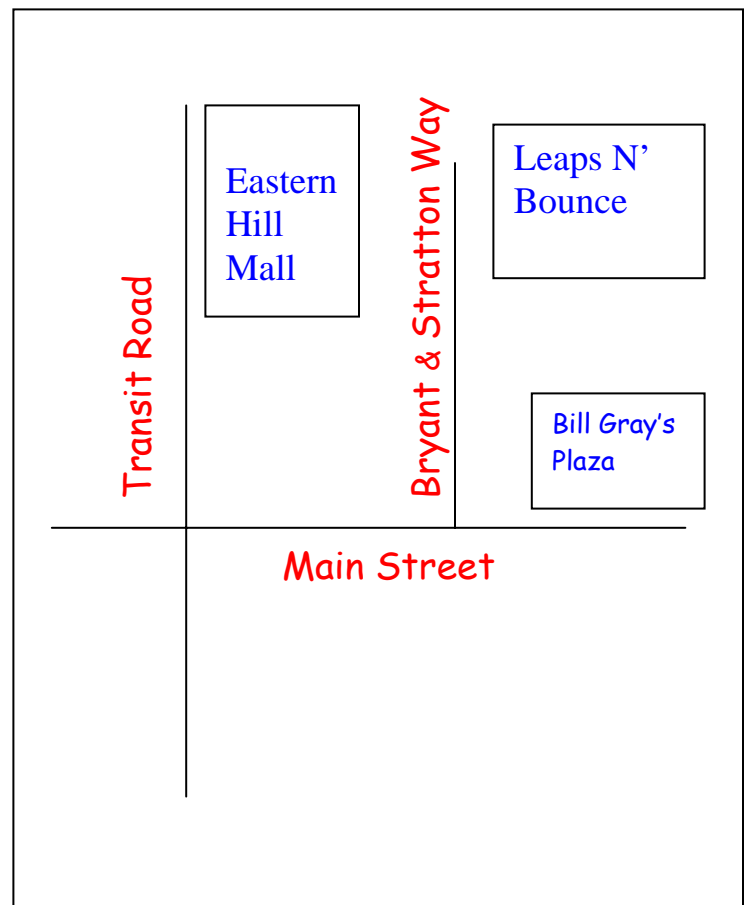 Transit Road
Eastern
Hill
Mall
Bryant & Stratton Way
Leaps N’
Bounce
Bill Gray’s
Plaza
Main Street